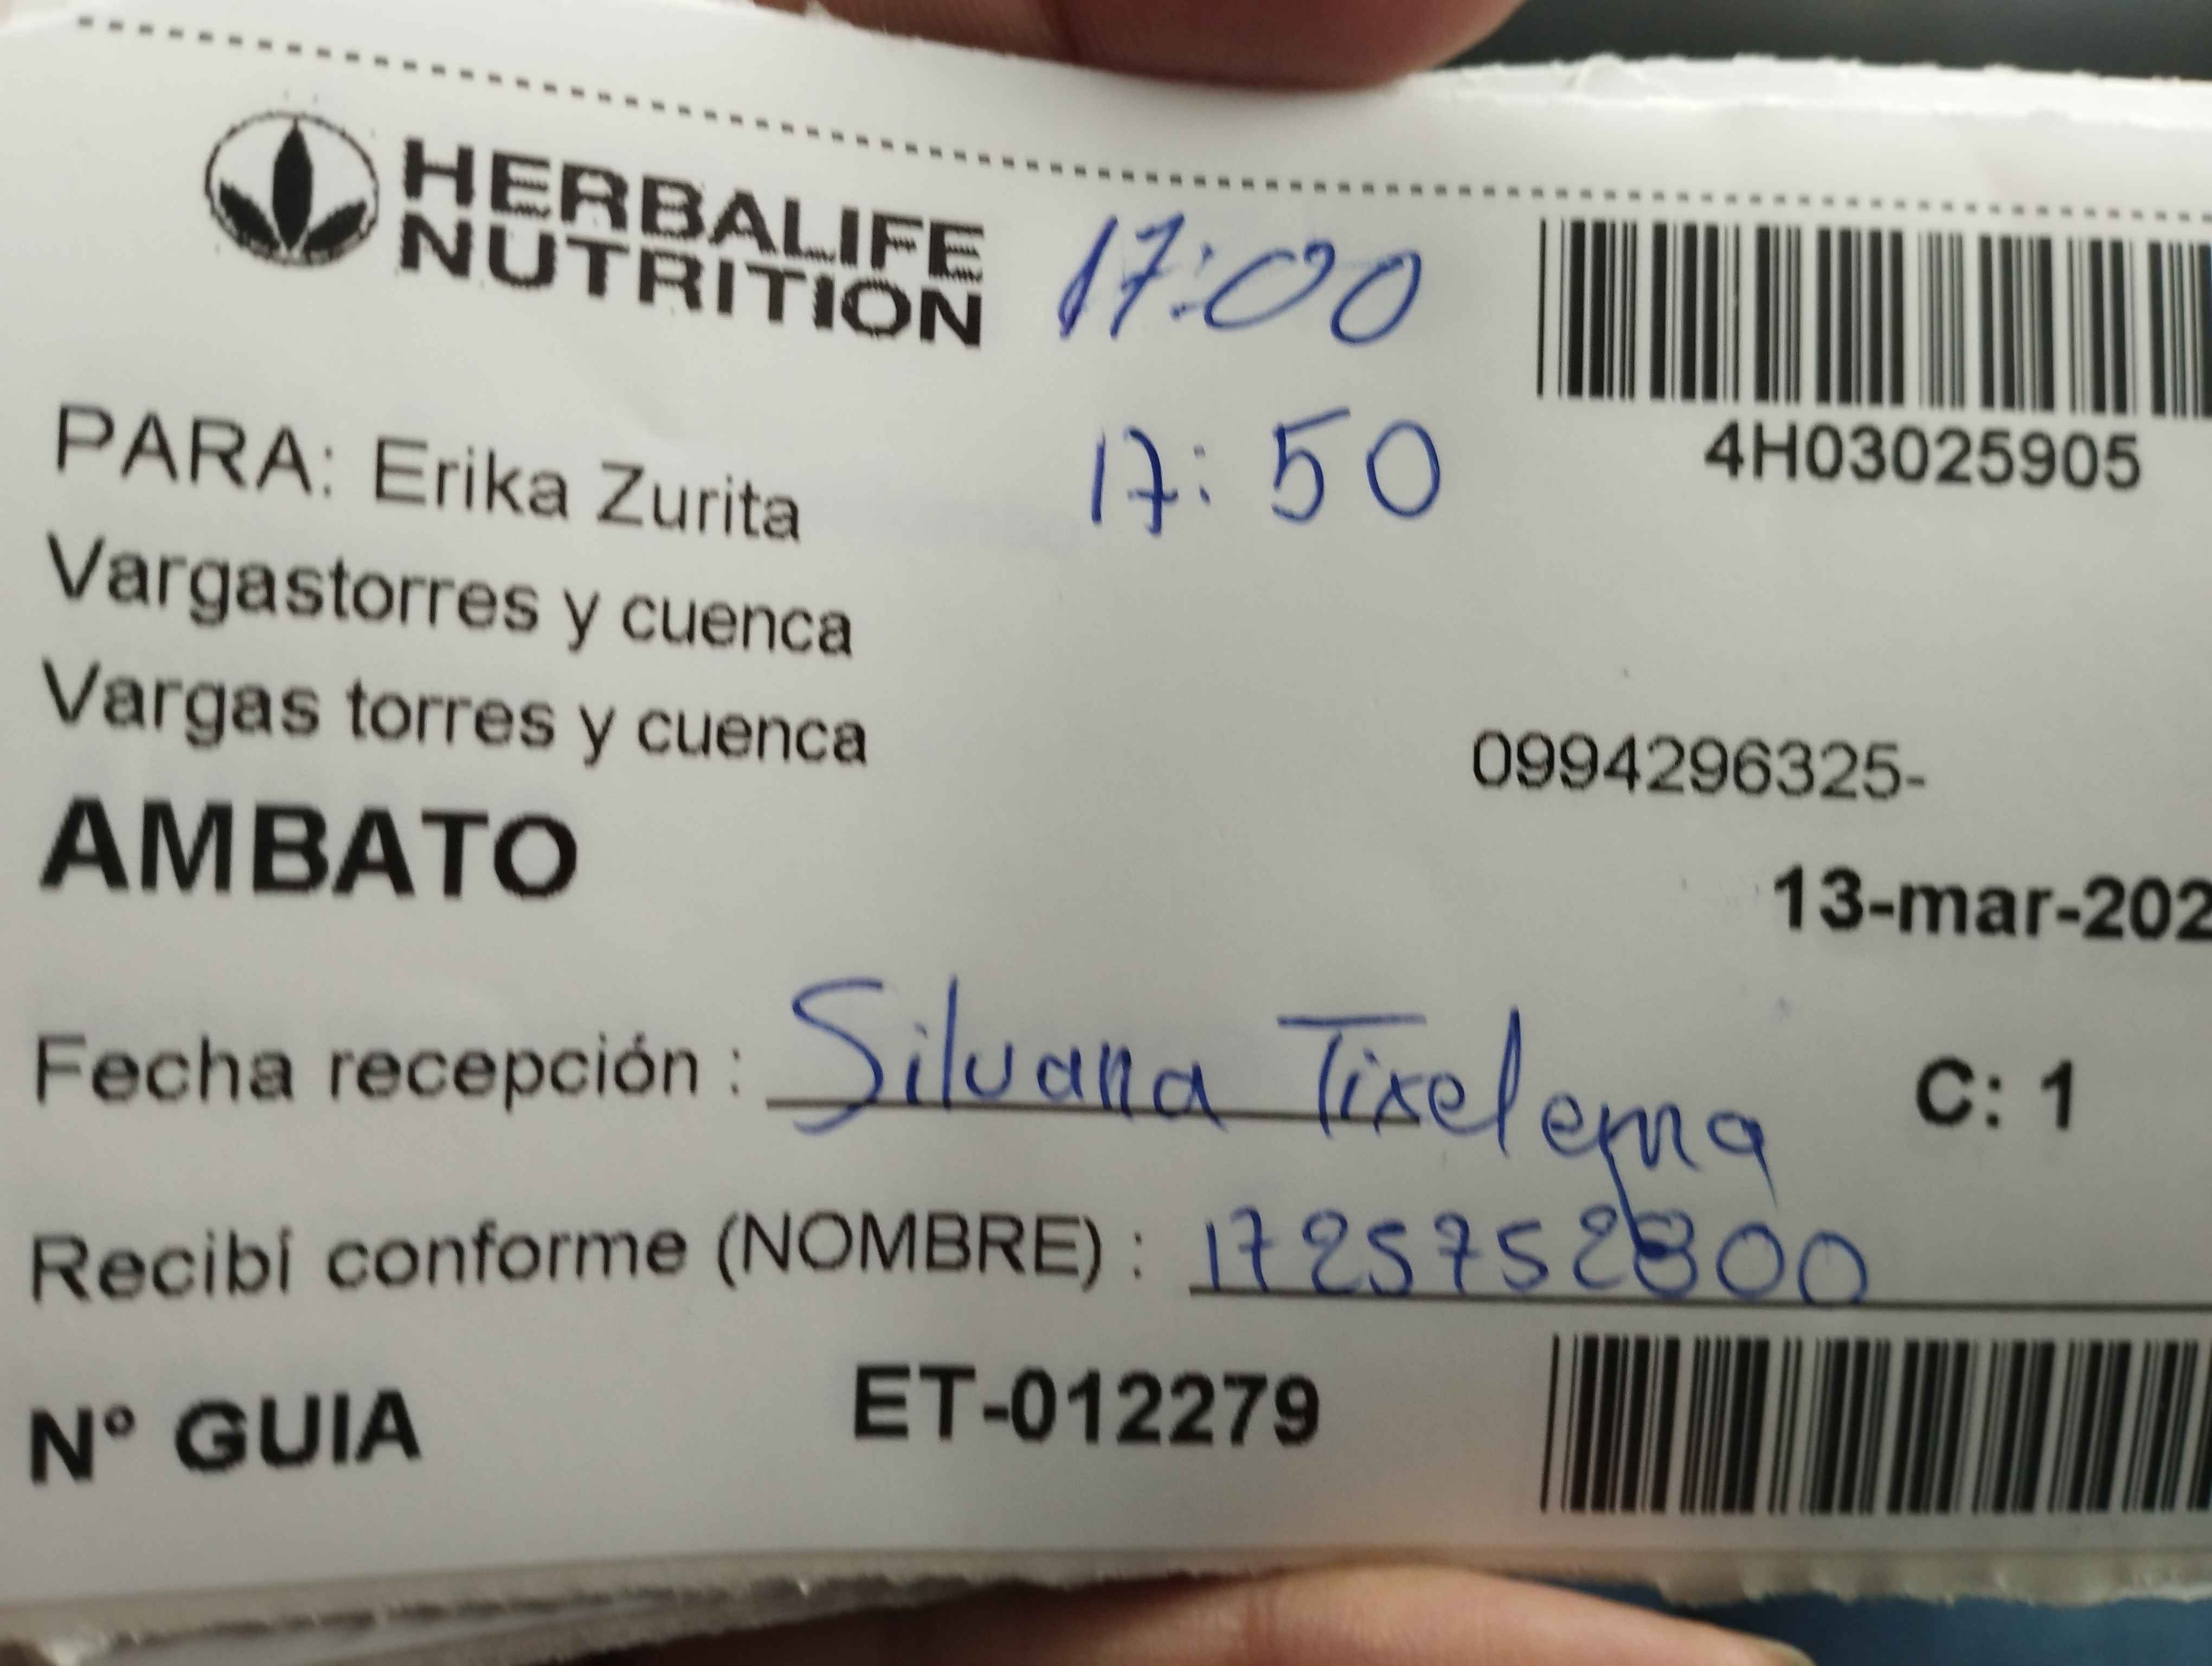 HERBALIFE
NUTRITION
17:00
17:50
4H03025905
PARA: Erika Zurita
Vargastorres y cuenca
Vargas torres y cuenca
0994296325-
AMBATO
13-mar-202
Fecha recepción : Silvana Tixelema
C: 1
Recibí conforme (NOMBRE) : 1725752800
N° GUIA ET-012279